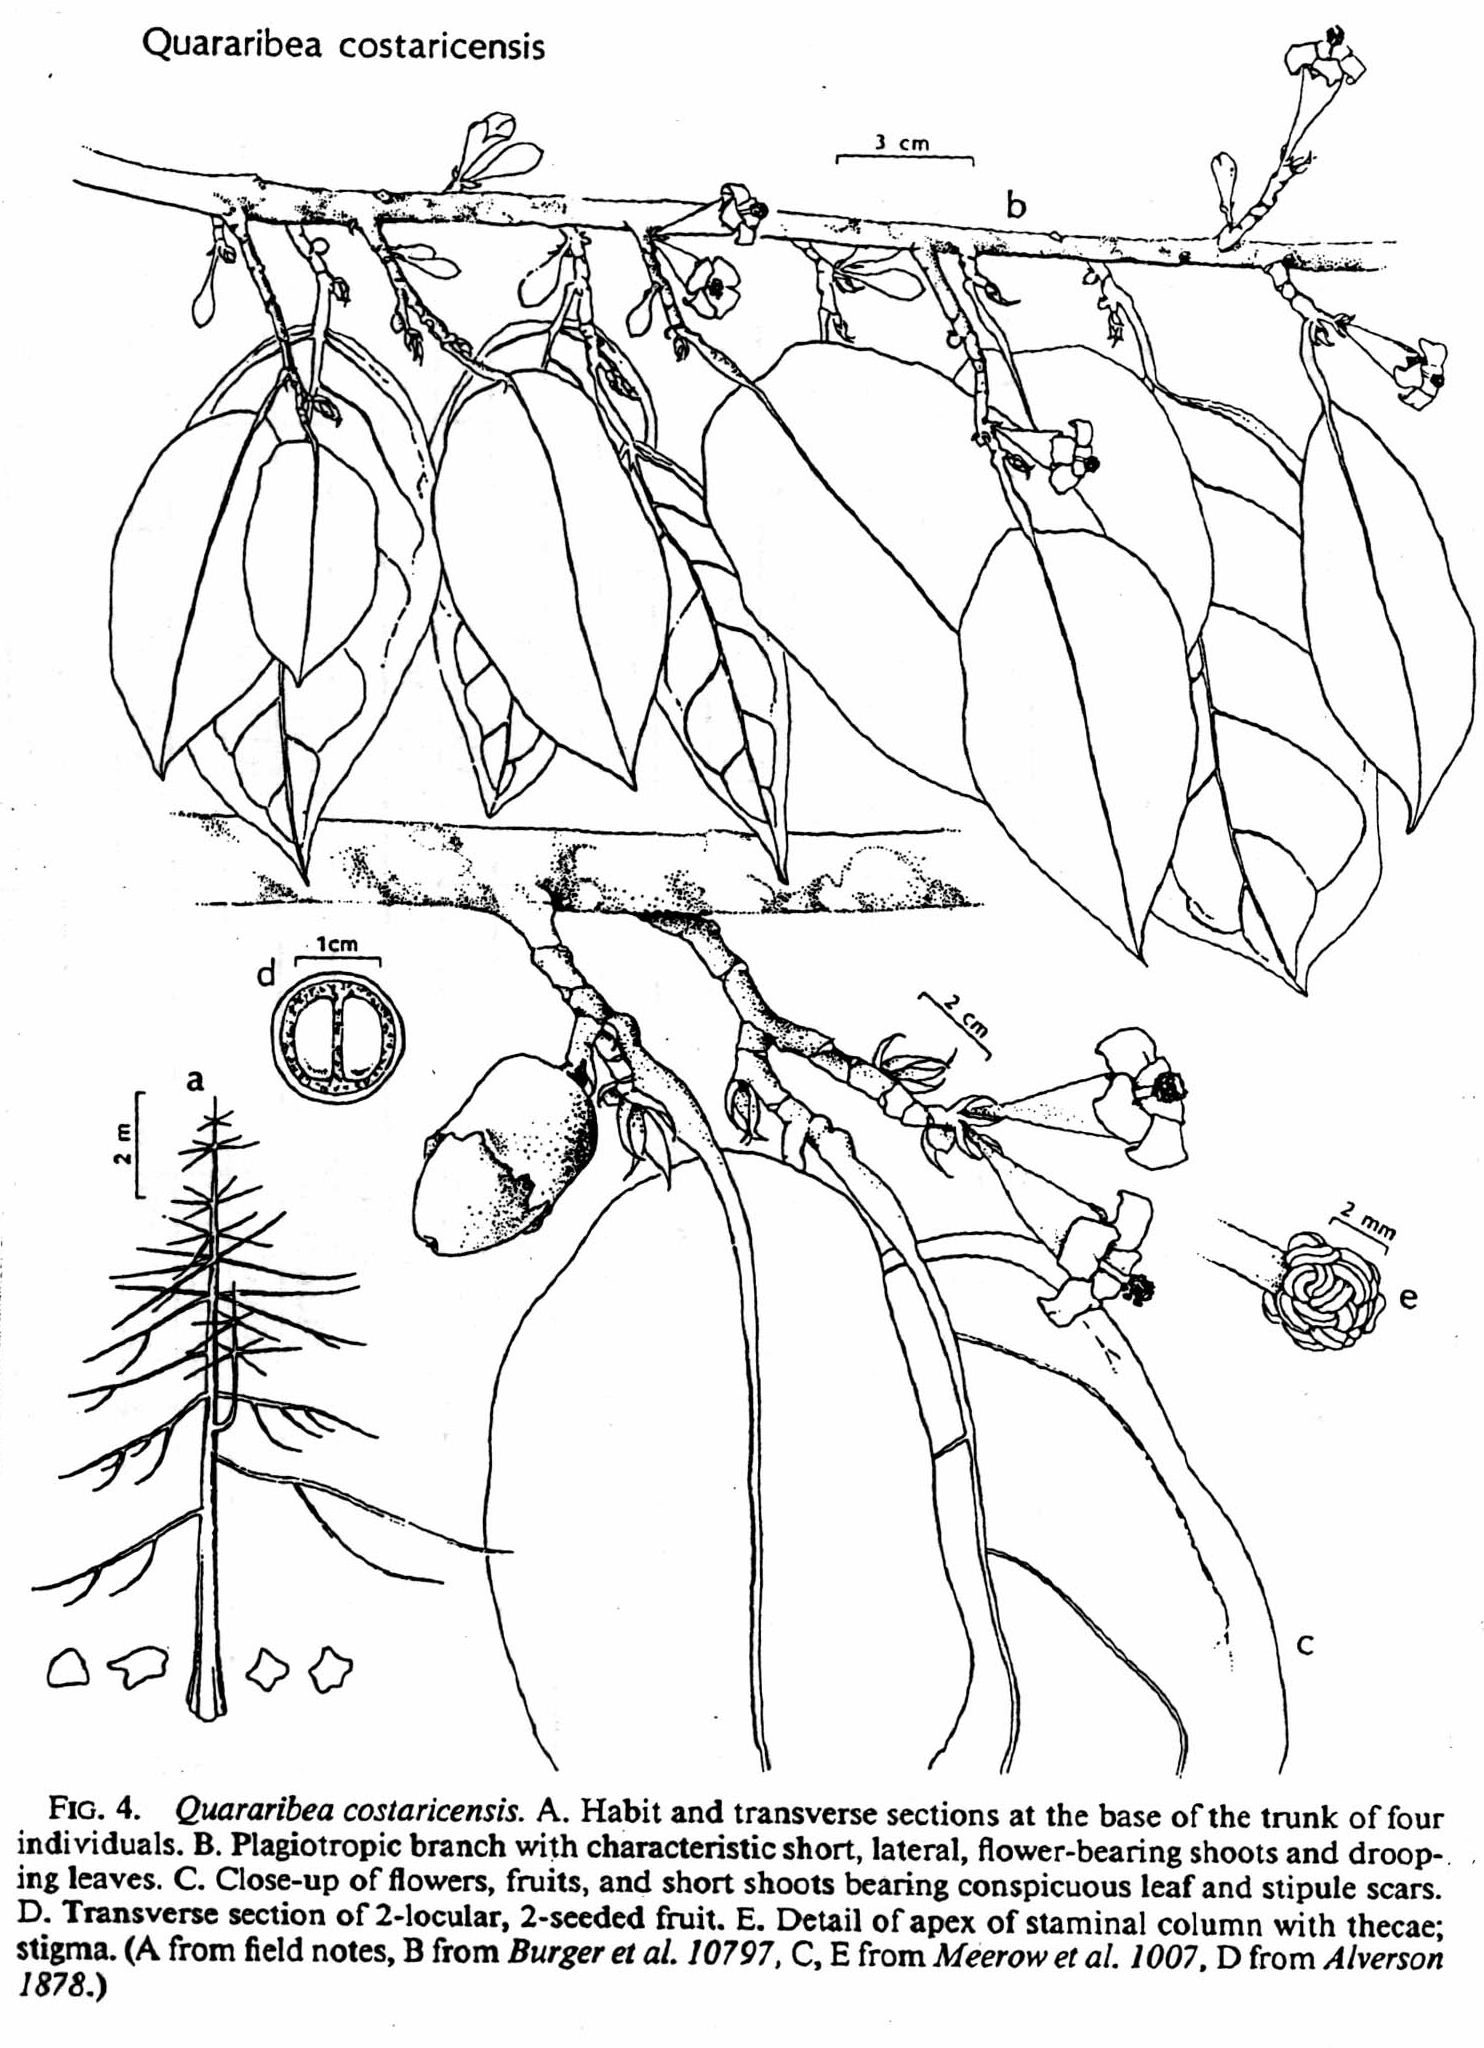 Quararibea costaricensis
3 cm
b
1cm
d
2 cm
a
2 m
2 mm
e
c
FIG. 4. Quararibea costaricensis. A. Habit and transverse sections at the base of the trunk of four
individuals. B. Plagiotropic branch with characteristic short, lateral, flower-bearing shoots and droop-
ing leaves. C. Close-up of flowers, fruits, and short shoots bearing conspicuous leaf and stipule scars.
D. Transverse section of 2-locular, 2-seeded fruit. E. Detail of apex of staminal column with thecae;
stigma. (A from field notes, B from Burger et al. 10797, C, E from Meerow et al. 1007, D from Alverson
1878.)